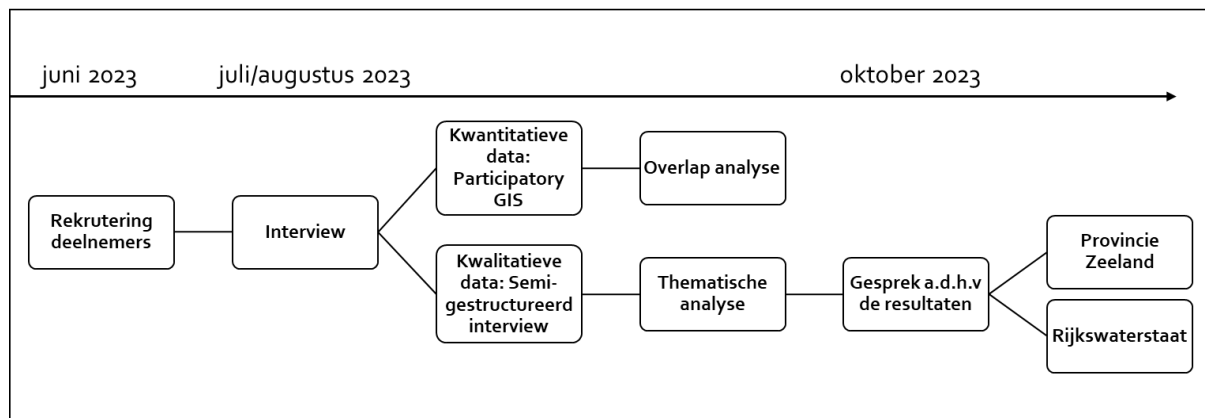 juni 2023
juli/augustus 2023
oktober 2023
Kwantitatieve
data:
Participatory
GIS
Overlap analyse
Rekrutering
deelnemers
Interview
Kwalitatieve
data: Semi-
gestructureerd
interview
Thematische
analyse
Gesprek a.d.h.v
de resultaten
Provincie
Zeeland
Rijkswaterstaat